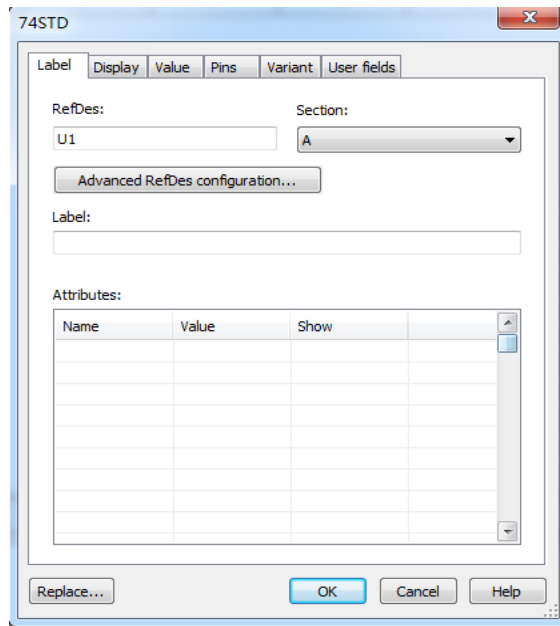 74STD
Label Display Value Pins Variant User fields
RefDes: Section:
U1 A
Advanced RefDes configuration...
Label:
Attributes:
Name Value Show
Replace... OK Cancel Help